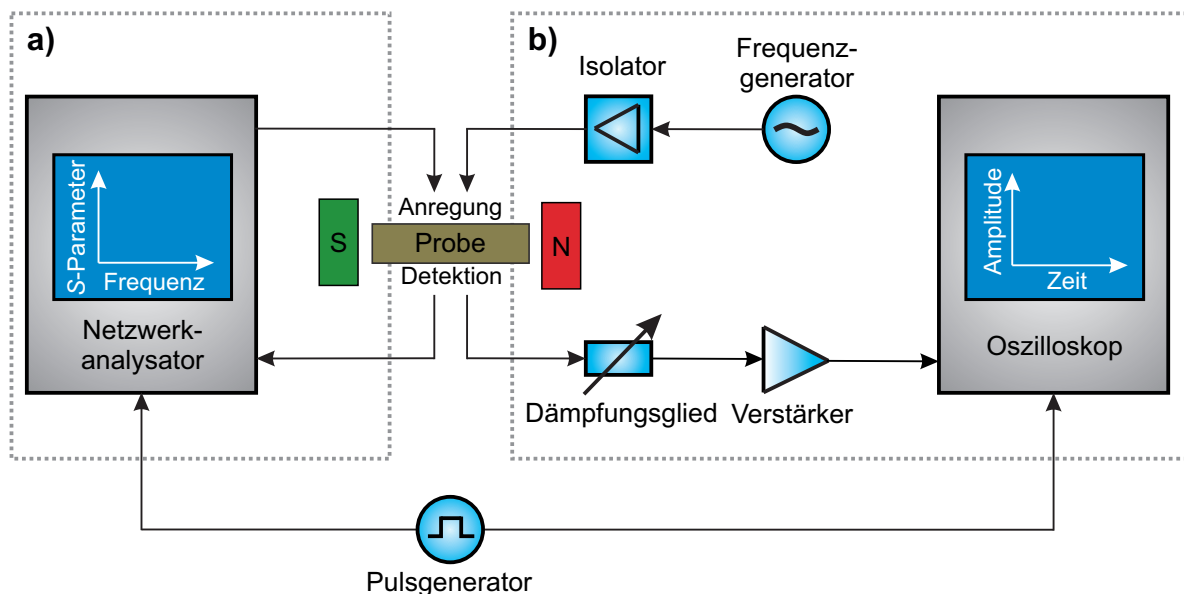 a)
S-Parameter
Frequenz
Netzwerk-
analysator
S
Anregung
Probe
Detektion
N
b)
Isolator
Frequenz-
generator
Amplitude
Zeit
Oszilloskop
Dämpfungsglied
Verstärker
Pulsgenerator